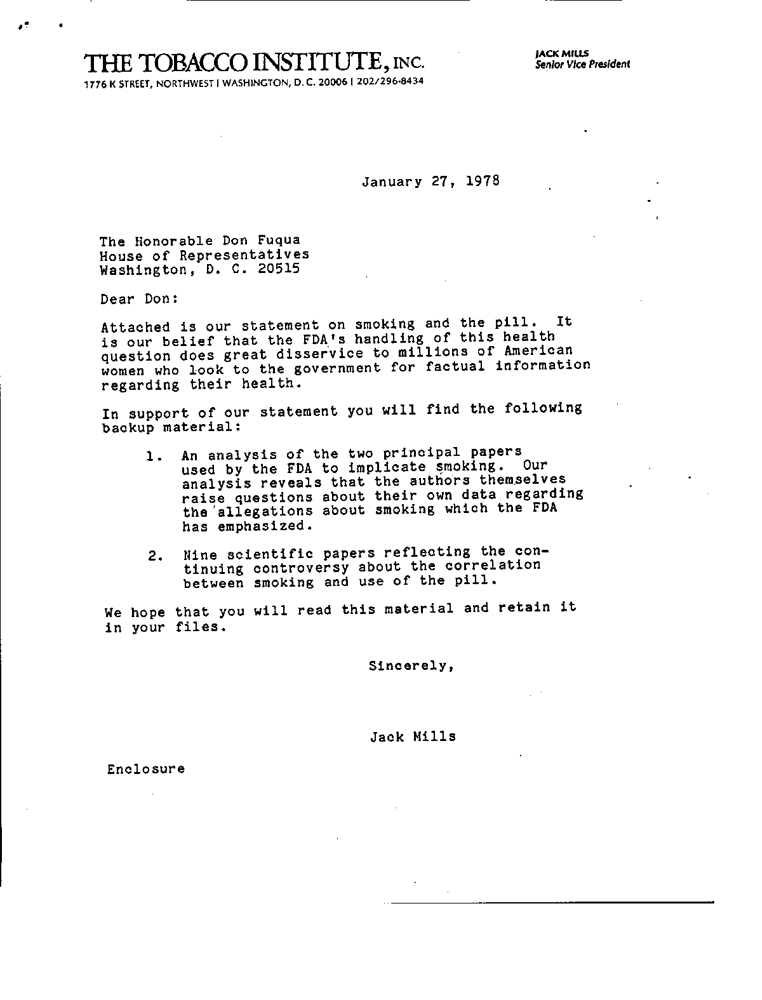 THE TOBACCO INSTITUTE, INC.
1776 K STREET, NORTHWEST | WASHINGTON, D. C. 20006 | 202/296-8434
JACK MILLS
Senior Vice President
January 27, 1978
The Honorable Don Fuqua
House of Representatives
Washington, D. C. 20515
Dear Don:
Attached is our statement on smoking and the pill. It
is our belief that the FDA's handling of this health
question does great disservice to millions of American
women who look to the government for factual information
regarding their health.
In support of our statement you will find the following
backup material:
1. An analysis of the two principal papers
used by the FDA to implicate smoking. Our
analysis reveals that the authors themselves
raise questions about their own data regarding
the allegations about smoking which the FDA
has emphasized.
2. Nine scientific papers reflecting the con-
tinuing controversy about the correlation
between smoking and use of the pill.
We hope that you will read this material and retain it
in your files.
Sincerely,
Jack Mills
Enclosure